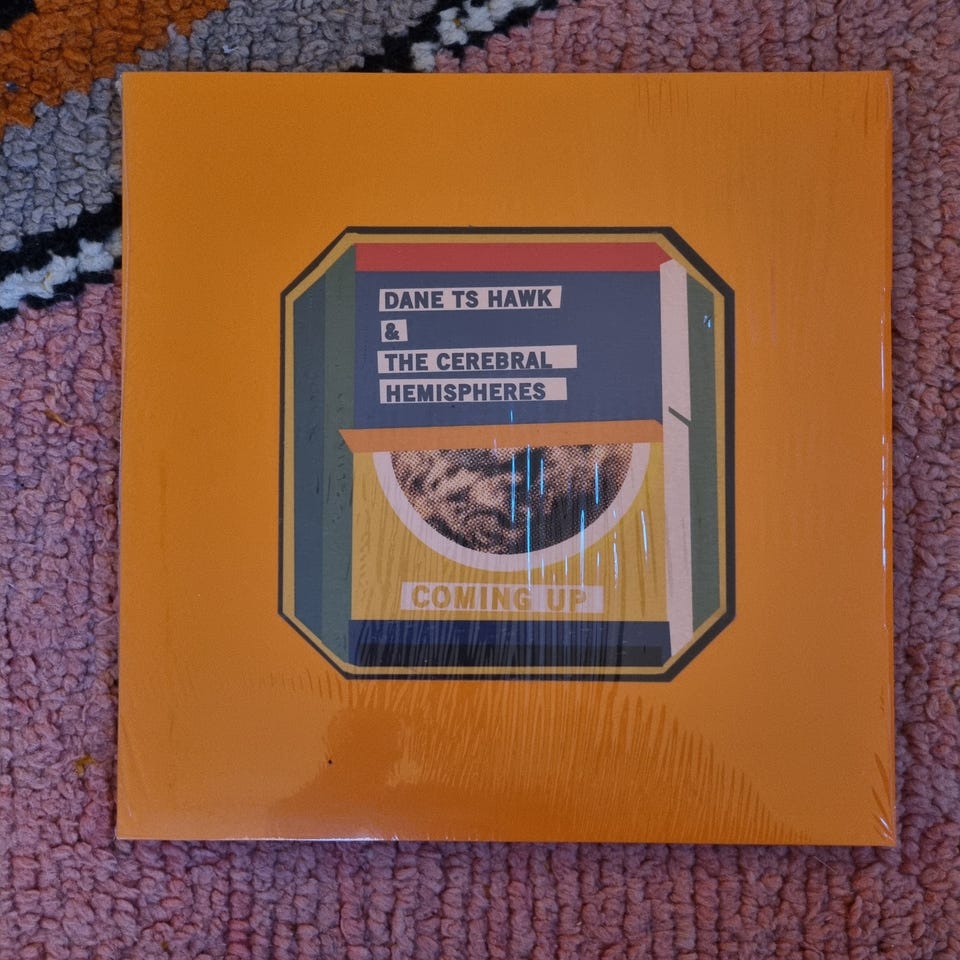 DANE TS HAWK
&
THE CEREBRAL
HEMISPHERES
COMING UP